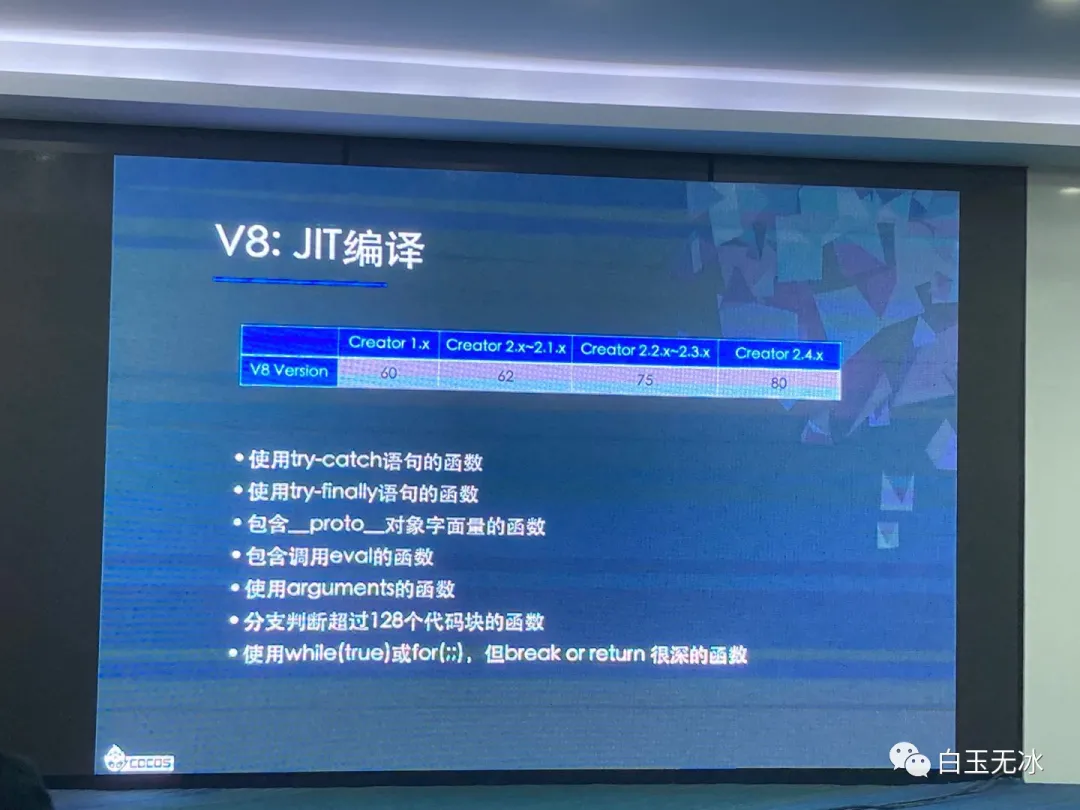 V8: JIT编译
Creator 1.x Creator 2.x~2.1.x Creator 2.2.x~2.3.x Creator 2.4.x
V8 Version 60 62 75 80
•使用try-catch语句的函数
•使用try-finally语句的函数
•包含__proto__对象字面量的函数
•包含调用eval的函数
•使用arguments的函数
•分支判断超过128个代码块的函数
•使用while(true)或for(;;)，但break or return 很深的函数
COCOS
白玉无冰